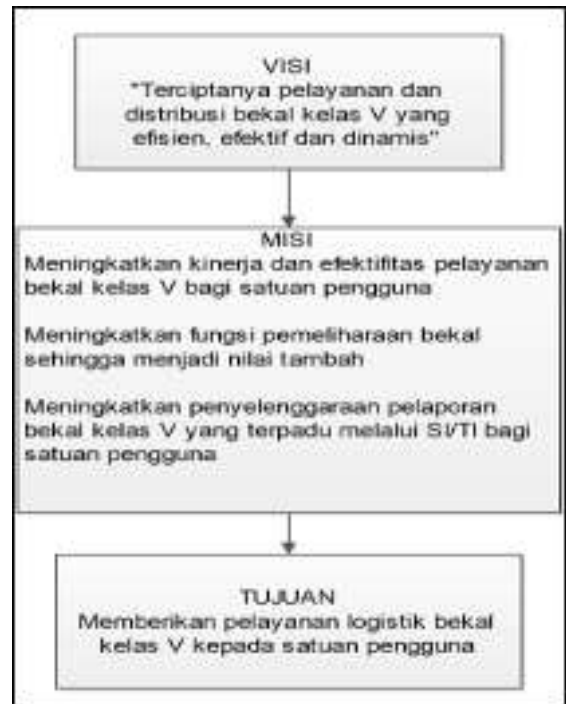 VISI
"Terciptanya pelayanan dan
distribusi bekal kelas V yang
efisien, efektif dan dinamis"
MISI
Meningkatkan kinerja dan efektifitas pelayanan
bekal kelas V bagi satuan pengguna
Meningkatkan fungsi pemeliharaan bekal
sehingga menjadi nilai tambah
Meningkatkan penyelenggaraan pelaporan
bekal kelas V yang terpadu melalui SI/TI bagi
satuan pengguna
TUJUAN
Memberikan pelayanan logistik bekal
kelas V kepada satuan pengguna